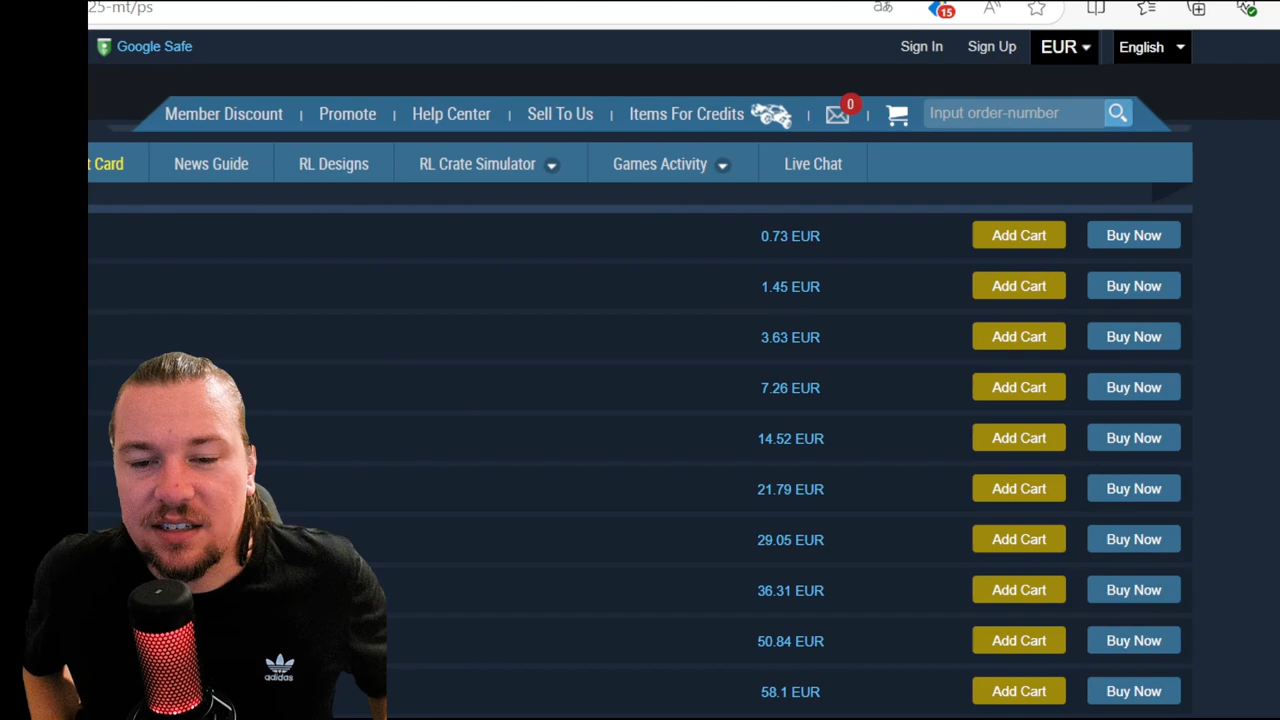 25-mt/ps
15
Google Safe
Sign In
Sign Up
EUR
English
Member Discount
Promote
Help Center
Sell To Us
Items For Credits
0
Input order-number
t Card
News Guide
RL Designs
RL Crate Simulator
Games Activity
Live Chat
0.73 EUR Add Cart Buy Now
1.45 EUR Add Cart Buy Now
3.63 EUR Add Cart Buy Now
7.26 EUR Add Cart Buy Now
14.52 EUR Add Cart Buy Now
21.79 EUR Add Cart Buy Now
29.05 EUR Add Cart Buy Now
36.31 EUR Add Cart Buy Now
50.84 EUR Add Cart Buy Now
58.1 EUR Add Cart Buy Now
adidas